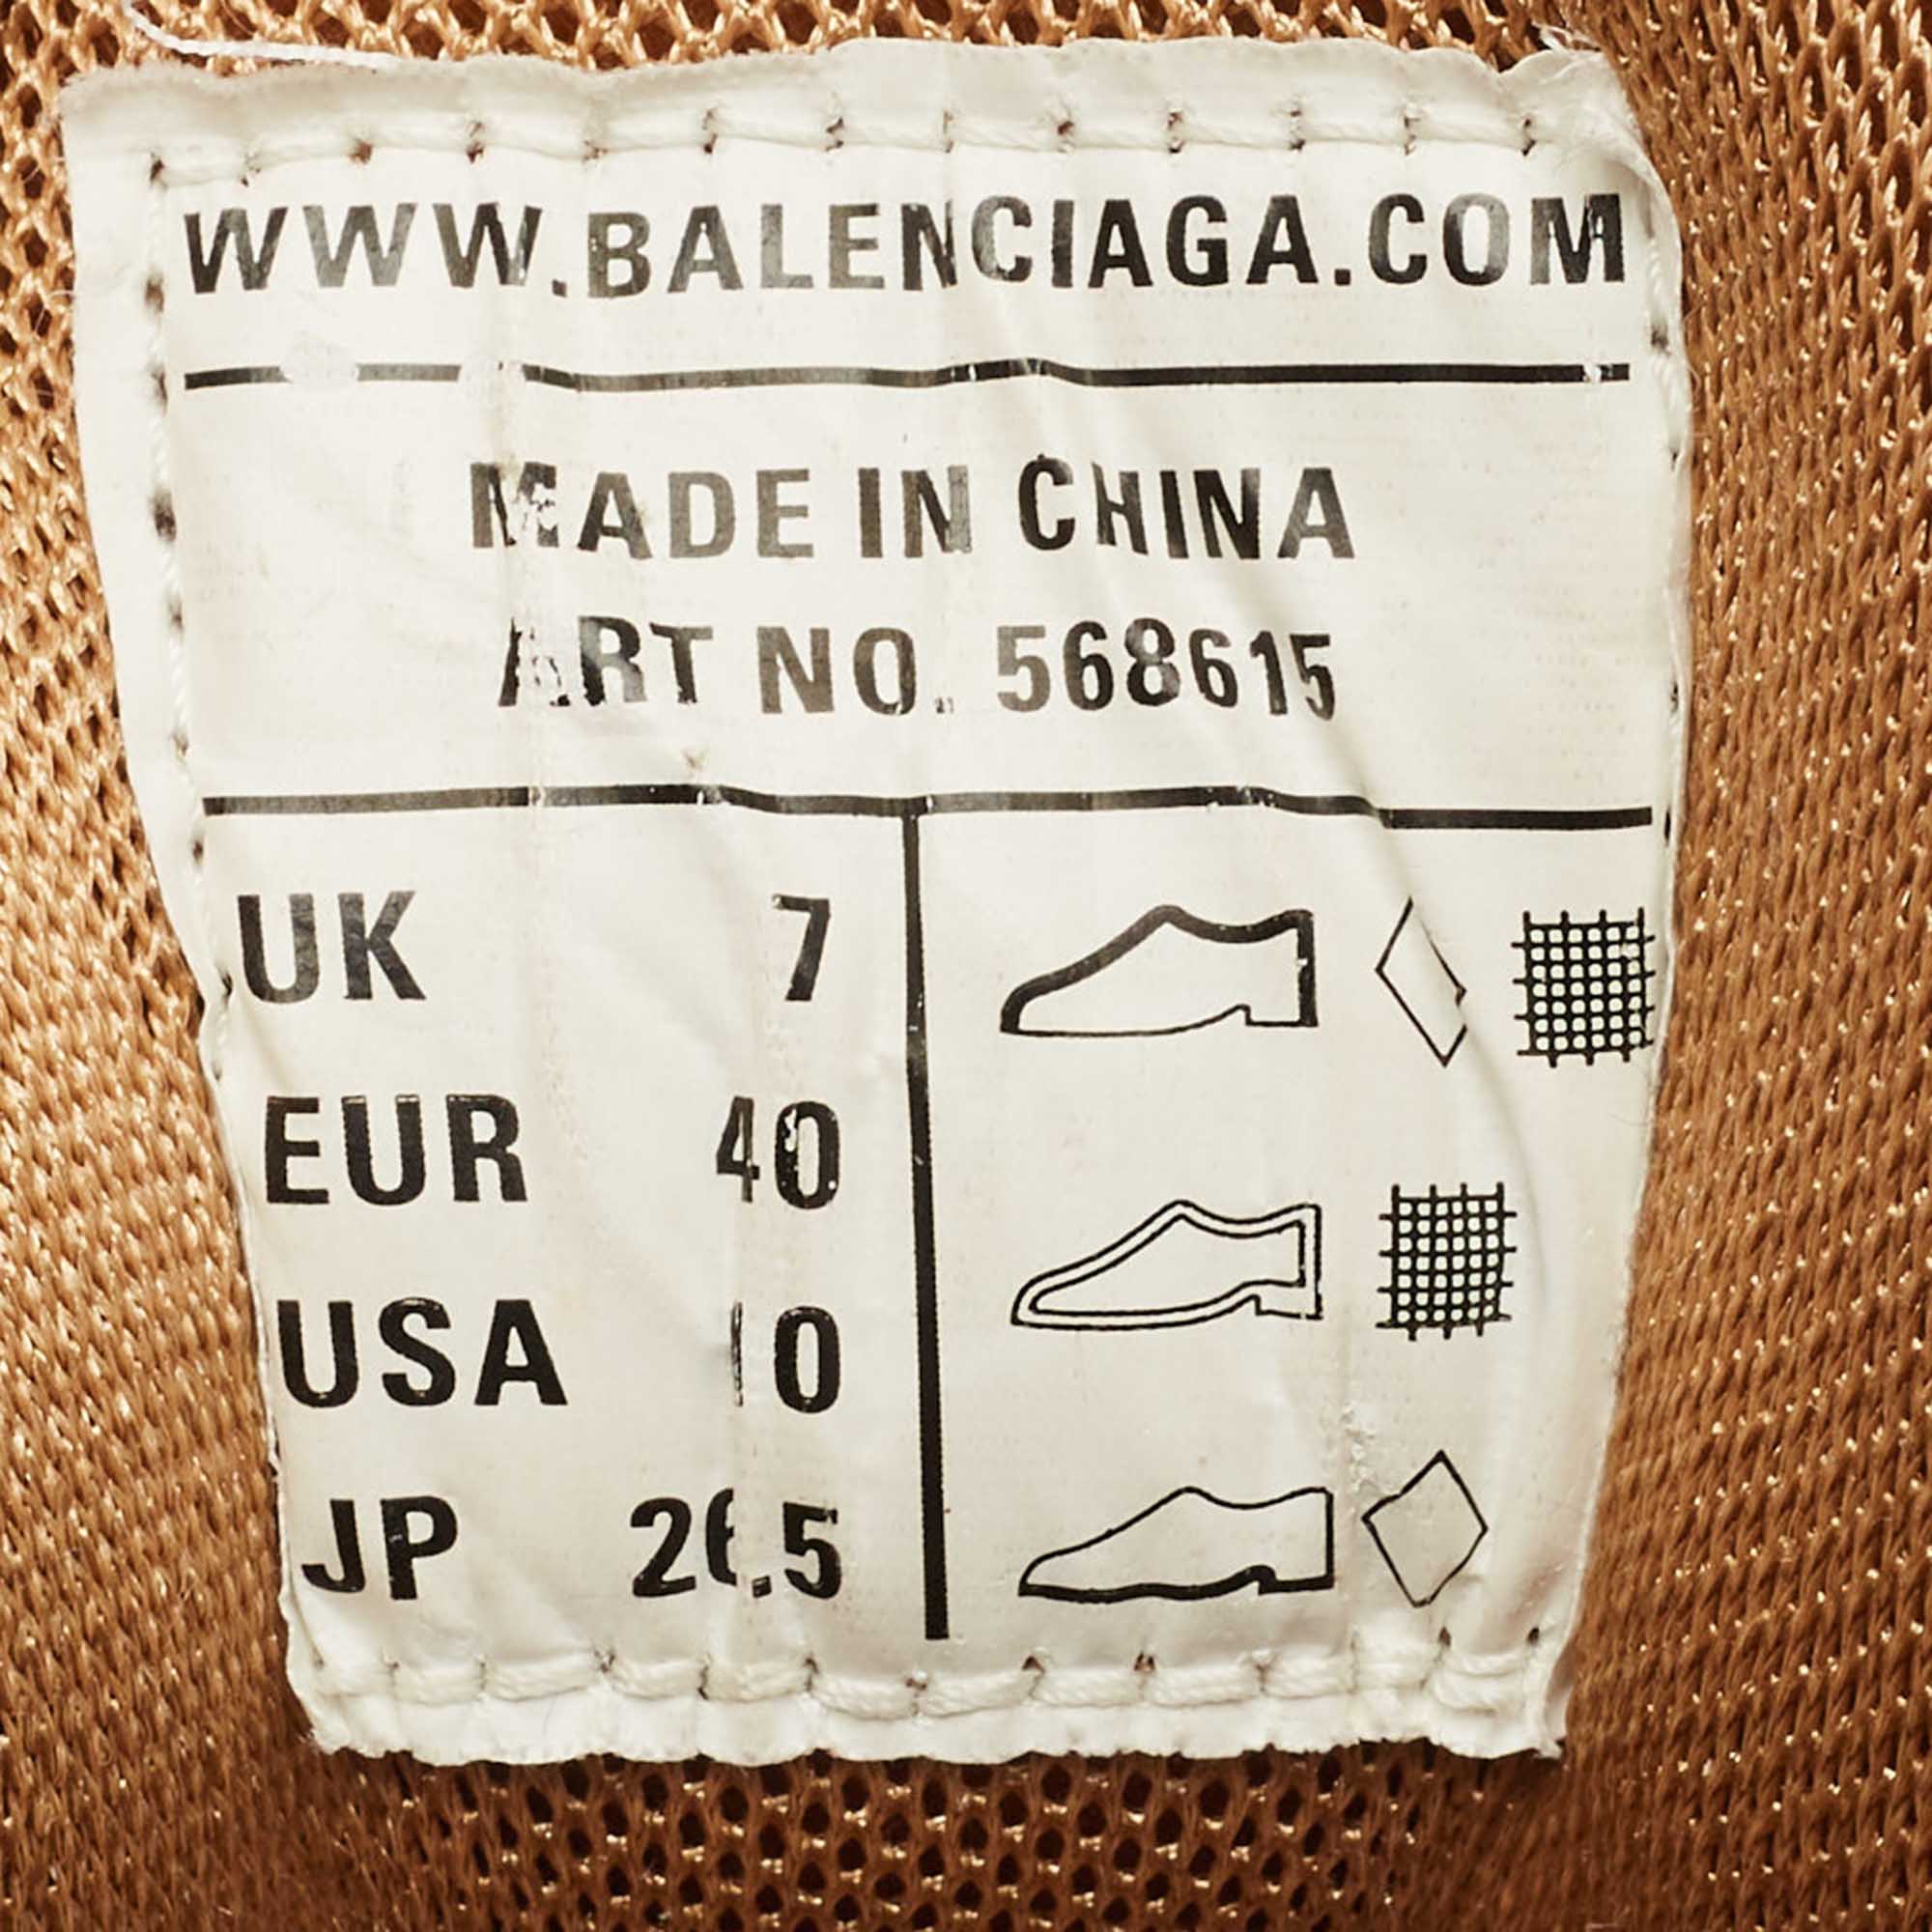 WWW.BALENCIAGA.COM
MADE IN CHINA
ART NO. 568615
UK 7
EUR 40
USA 10
JP 26.5